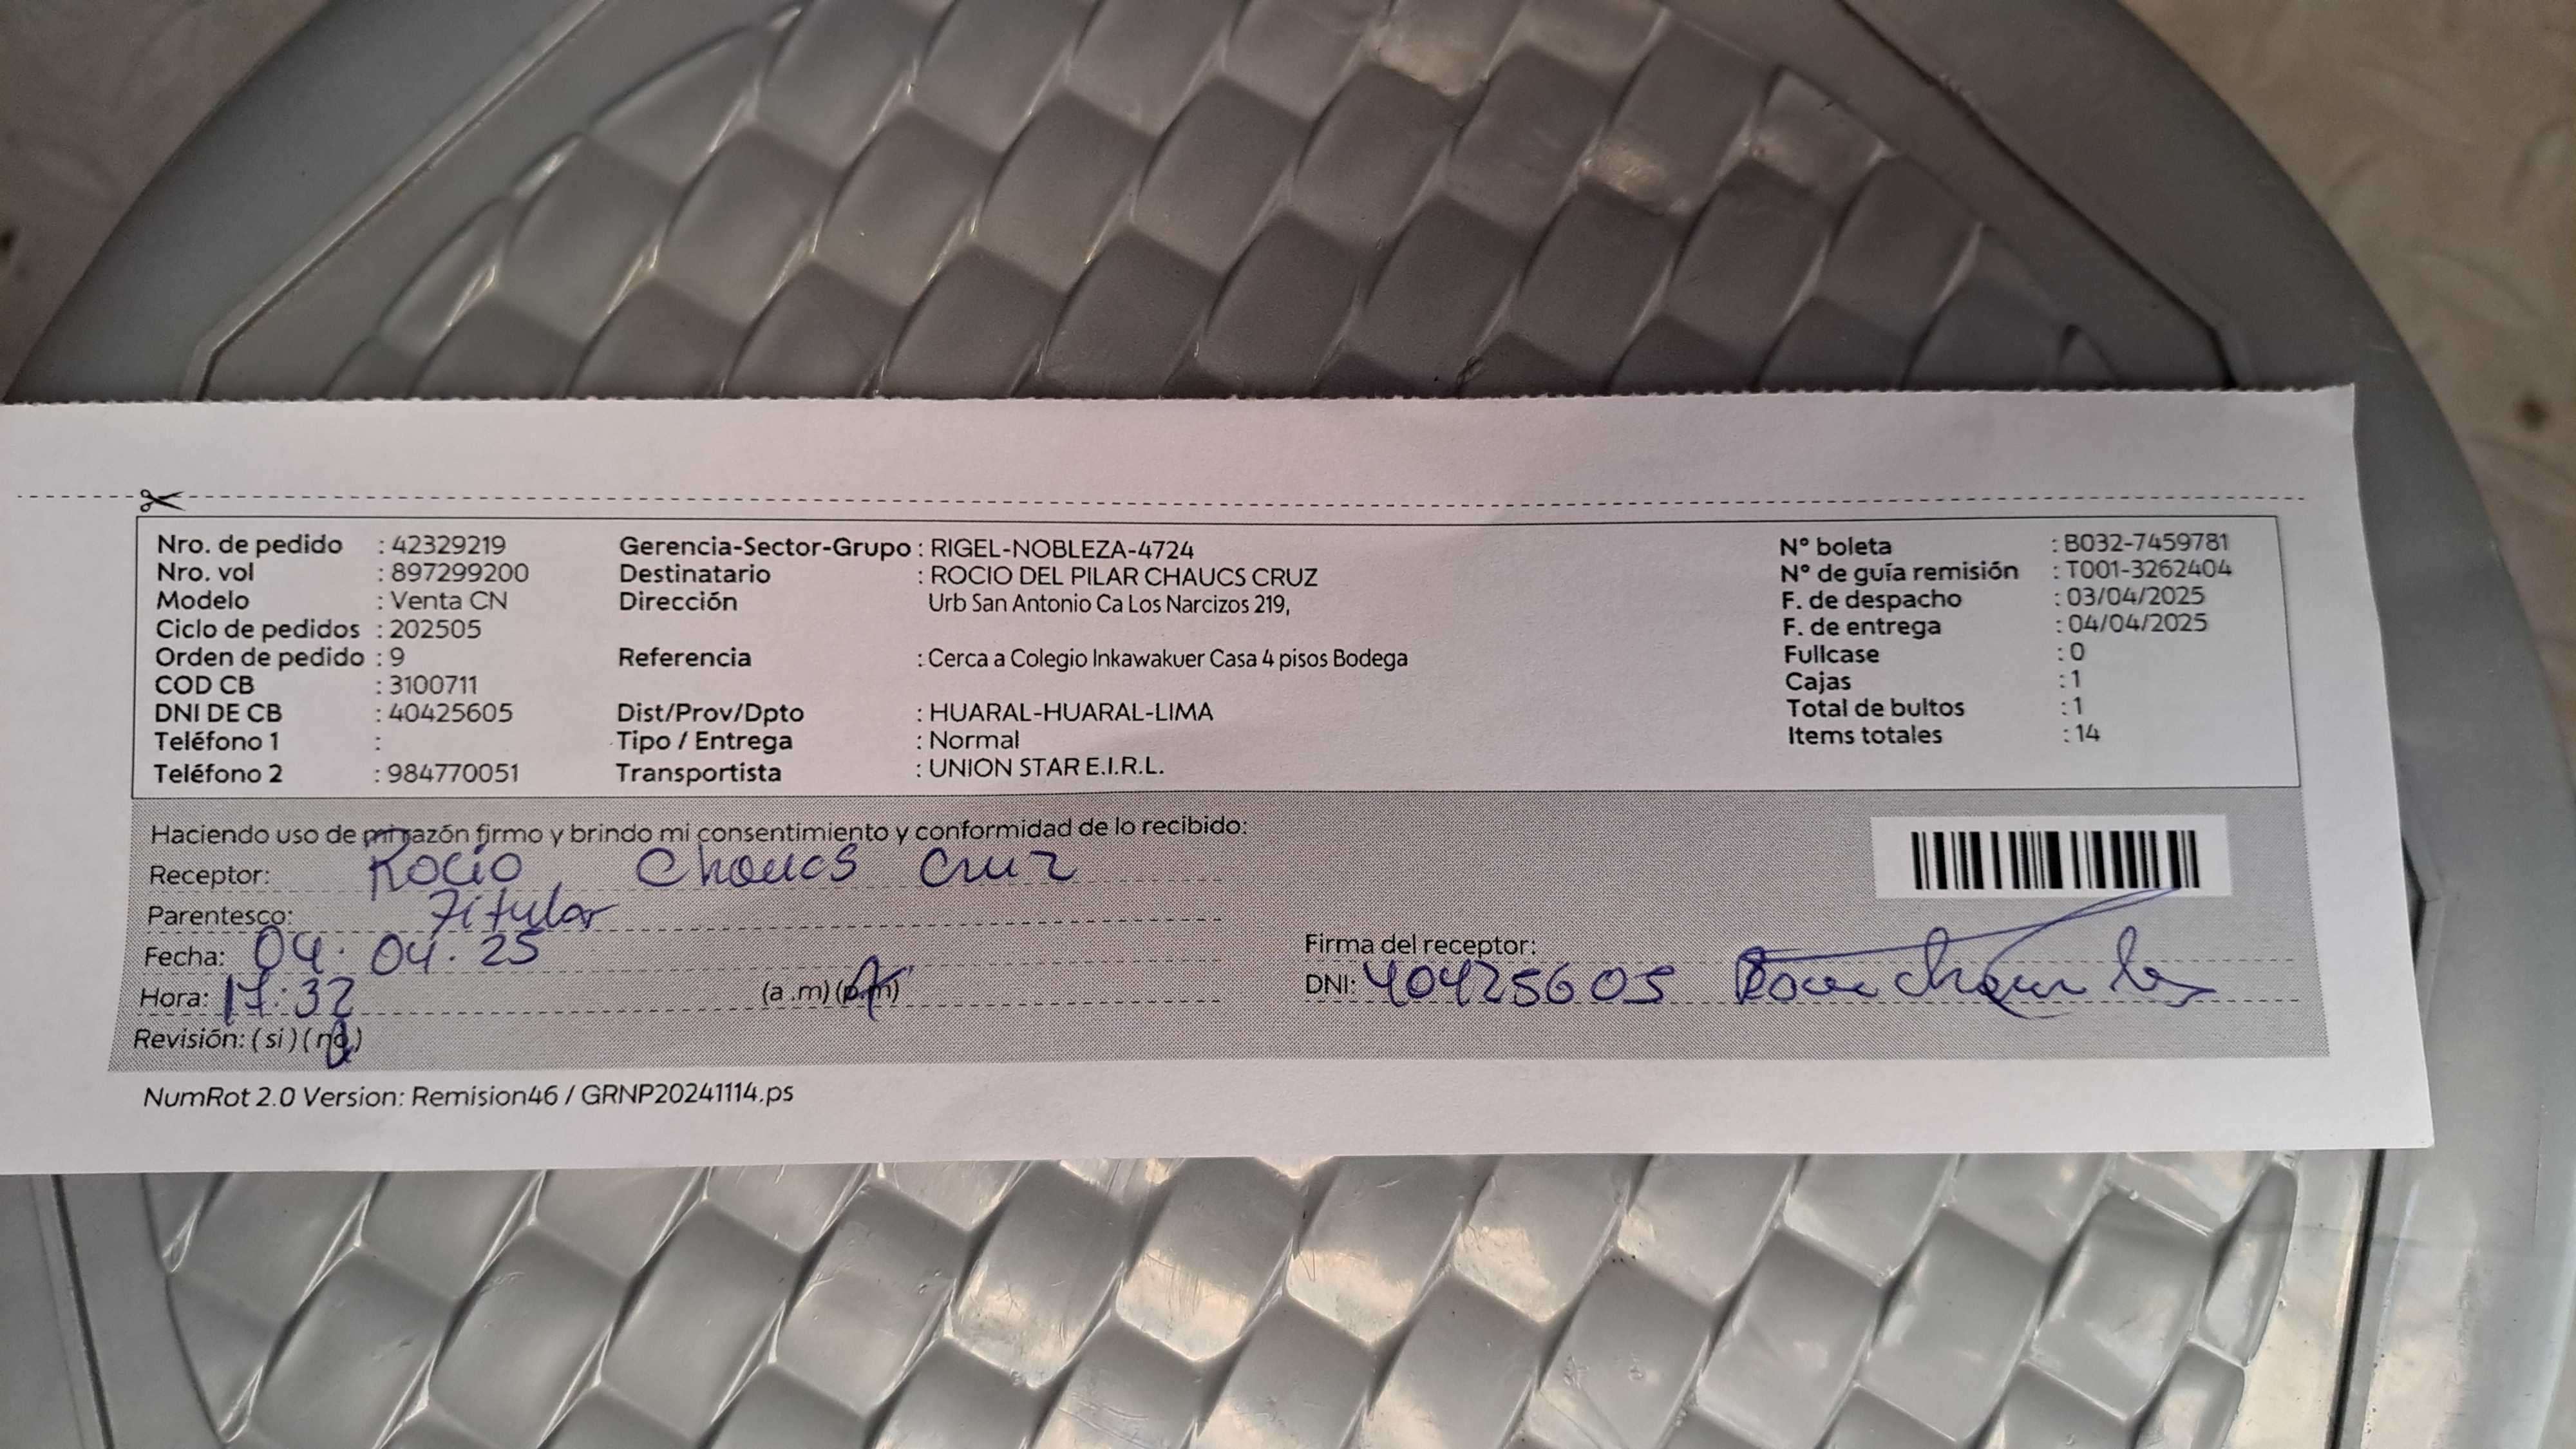 Nro. de pedido : 42329219 Gerencia-Sector-Grupo : RIGEL-NOBLEZA-4724 N° boleta : B032-7459781
Nro. vol : 897299200 Destinatario : ROCIO DEL PILAR CHAUCS CRUZ N° de guía remisión : T001-3262404
Modelo : Venta CN Dirección Urb San Antonio Ca Los Narcizos 219, F. de despacho : 03/04/2025
Ciclo de pedidos : 202505 F. de entrega : 04/04/2025
Orden de pedido : 9 Referencia : Cerca a Colegio Inkawakuer Casa 4 pisos Bodega Fullcase : 0
COD CB : 3100711 Cajas : 1
DNI DE CB : 40425605 Dist/Prov/Dpto : HUARAL-HUARAL-LIMA Total de bultos : 1
Teléfono 1 : Tipo / Entrega : Normal Items totales : 14
Teléfono 2 : 984770051 Transportista : UNION STAR E.I.R.L.
Haciendo uso de mi razón firmo y brindo mi consentimiento y conformidad de lo recibido:
Receptor: Rocio Chaucs Cruz
Parentesco: Titular
Fecha: 04.04.25 Firma del receptor:
Hora: 17:32 (a .m) (p.m) DNI: 40425605
Revisión: ( si ) ( no )
NumRot 2.0 Version: Remision46 / GRNP20241114.ps